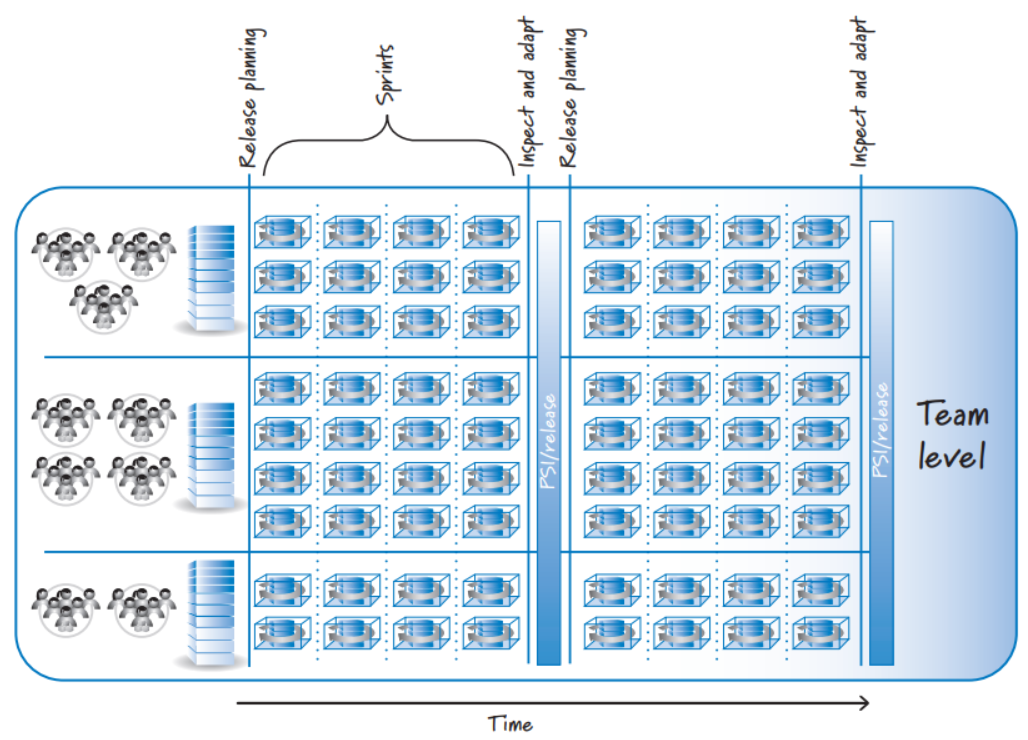 Release planning
Sprints
Inspect and adapt
Release planning
Inspect and adapt
PSI/release
PSI/release
Team
level
Time